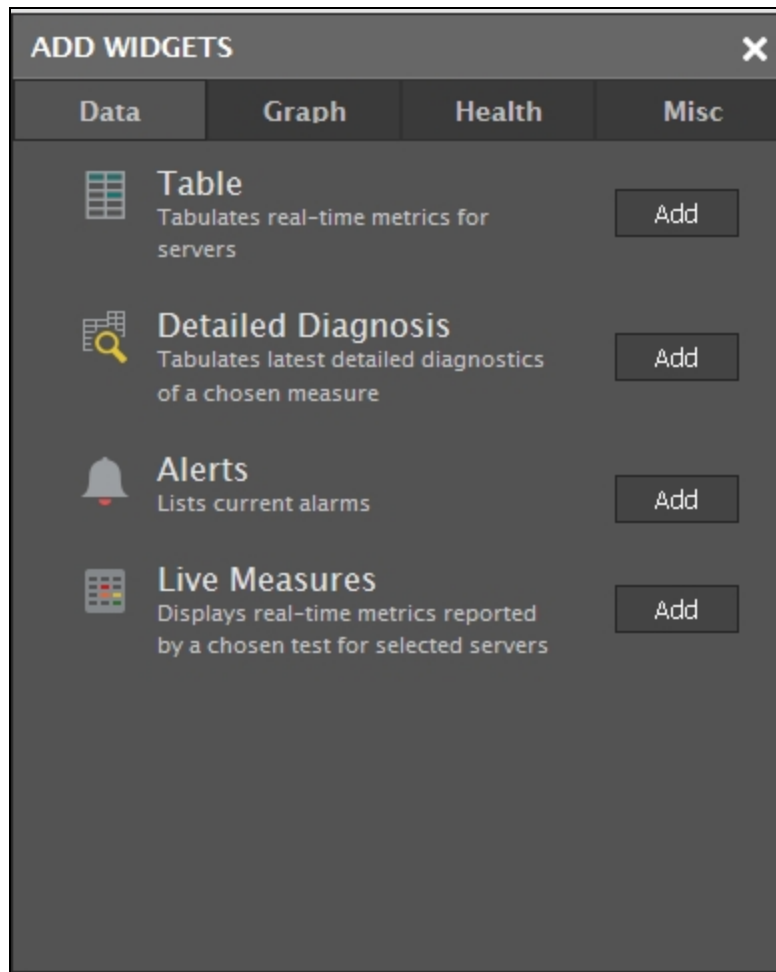 ADD WIDGETS
Data Graph Health Misc
Table
Tabulates real-time metrics for
servers
Add
Detailed Diagnosis
Tabulates latest detailed diagnostics
of a chosen measure
Add
Alerts
Lists current alarms
Add
Live Measures
Displays real-time metrics reported
by a chosen test for selected servers
Add